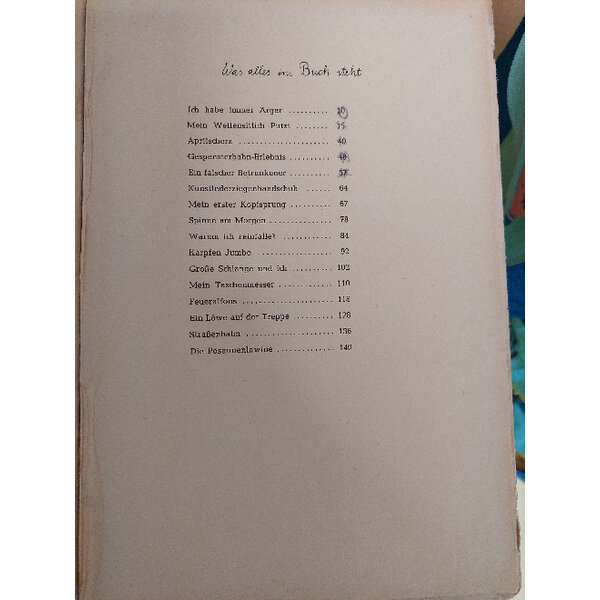 Was alles im Buch steht
Ich habe immer Ärger .......... 10
Mein Wellensittich Putzi ........ 15
Aprilscherz ................ 40
Gespensterbahn-Erlebnis ........ 48
Ein falscher Betrunkener ........ 57
Kunstlederziegenhandschuh .... 64
Mein erster Kopfsprung .......... 67
Spinne am Morgen ............. 78
Warum ich reinfalle? ........... 84
Karpfen Jumbo ................ 92
Große Schlange und ich ........ 102
Mein Taschenmesser ........... 110
Feueralfons ................. 118
Ein Löwe auf der Treppe ........ 128
Straßenbahn ................. 136
Die Posaunenlawine ............ 140